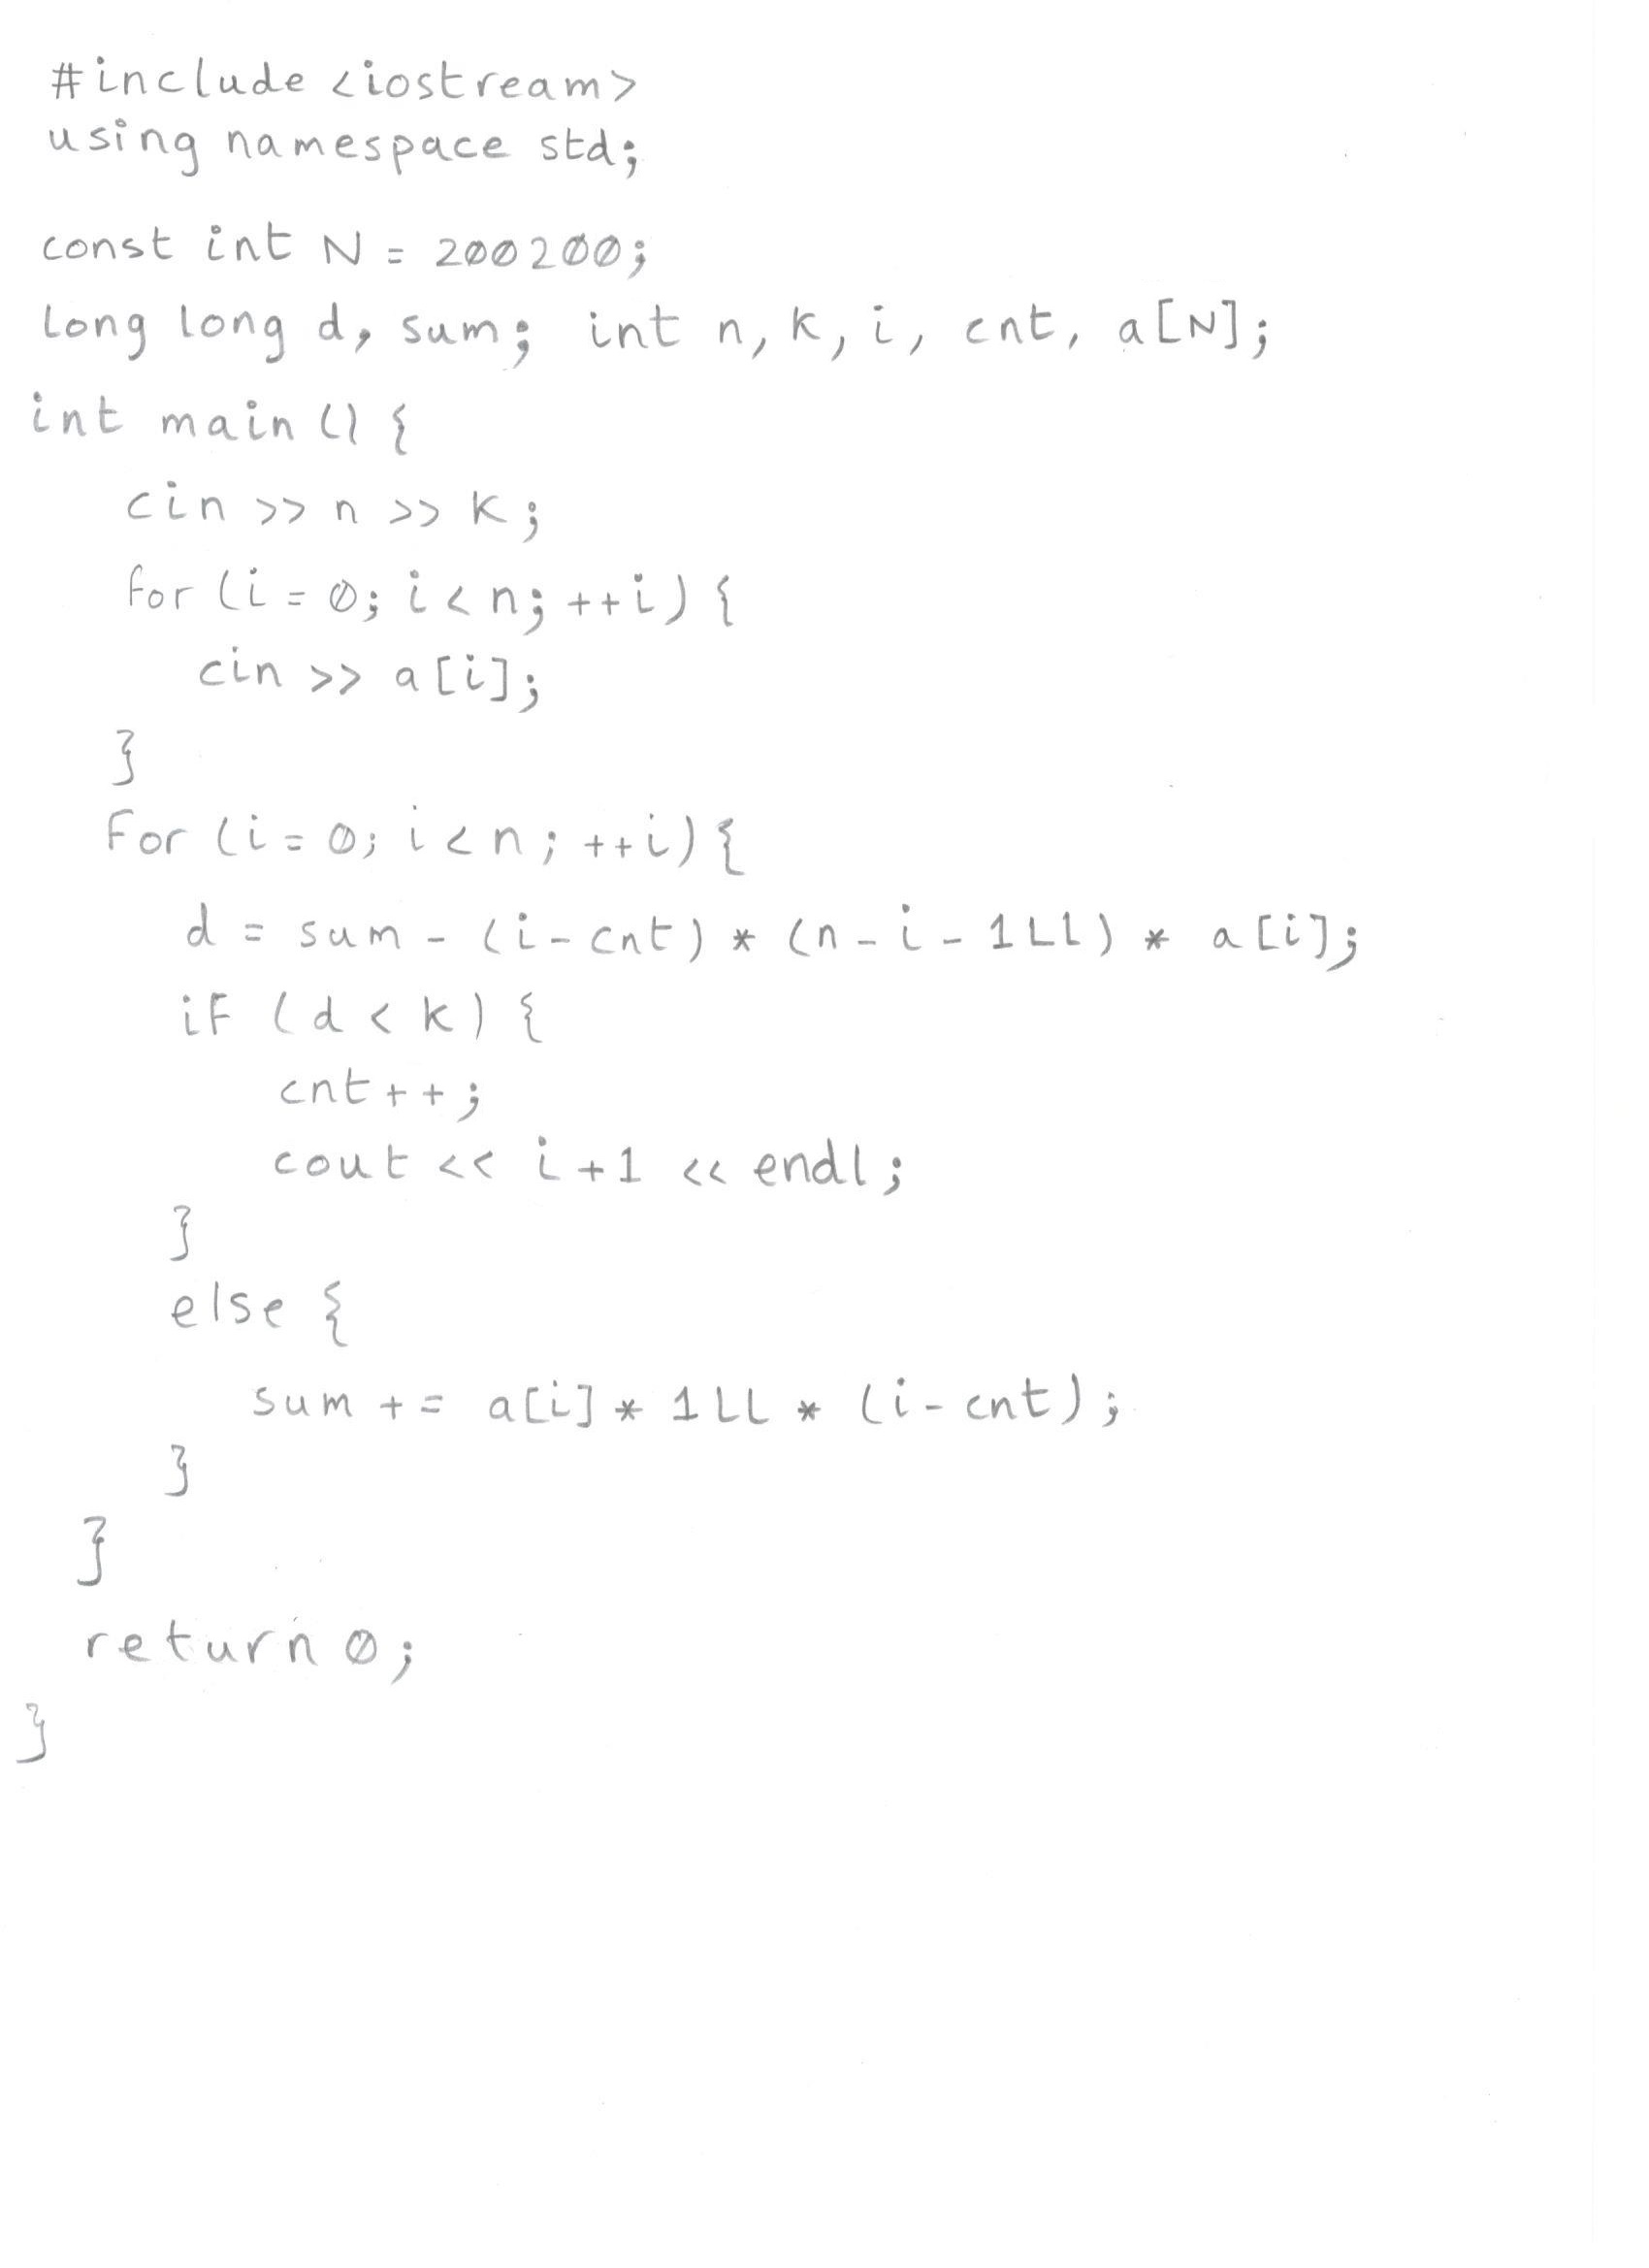 #include <iostream>
using namespace std;
const int N = 200200;
long long d, sum; int n, k, i, cnt, a[N];
int main() {
cin >> n >> k;
for (i = 0; i < n; ++i) {
cin >> a[i];
}
for (i = 0; i < n; ++i) {
d = sum - (i - cnt) * (n - i - 1LL) * a[i];
if (d < k) {
cnt++;
cout << i + 1 << endl;
}
else {
sum += a[i] * 1LL * (i - cnt);
}
}
return 0;
}